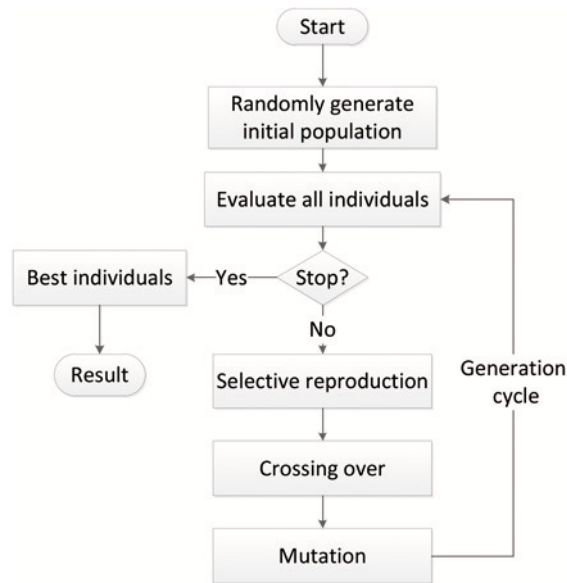 Start
Randomly generate
initial population
Evaluate all individuals
Stop?
Yes
Best individuals
Result
No
Selective reproduction
Crossing over
Mutation
Generation
cycle